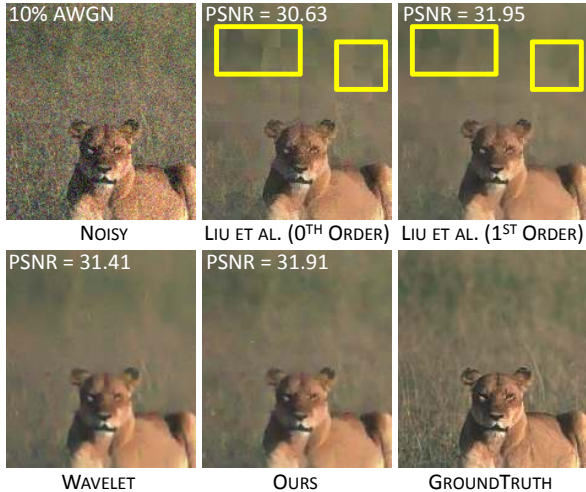 10% AWGN
PSNR = 30.63
PSNR = 31.95
NOISY
LIU ET AL. (0TH ORDER)
LIU ET AL. (1ST ORDER)
PSNR = 31.41
PSNR = 31.91
WAVELET
OURS
GROUNDTRUTH